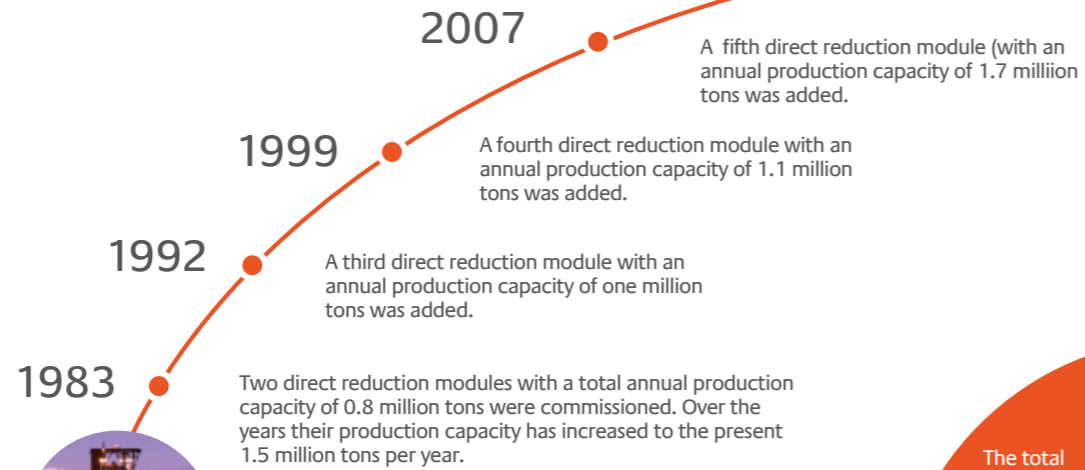 2007
A  fifth direct reduction module (with an
annual production capacity of 1.7 milliion
tons was added.
1999
A fourth direct reduction module with an
annual production capacity of 1.1 million
tons was added.
1992
A third direct reduction module with an
annual production capacity of one million
tons was added.
1983
Two direct reduction modules with a total annual production
capacity of 0.8 million tons were commissioned. Over the
years their production capacity has increased to the present
1.5 million tons per year.
The total